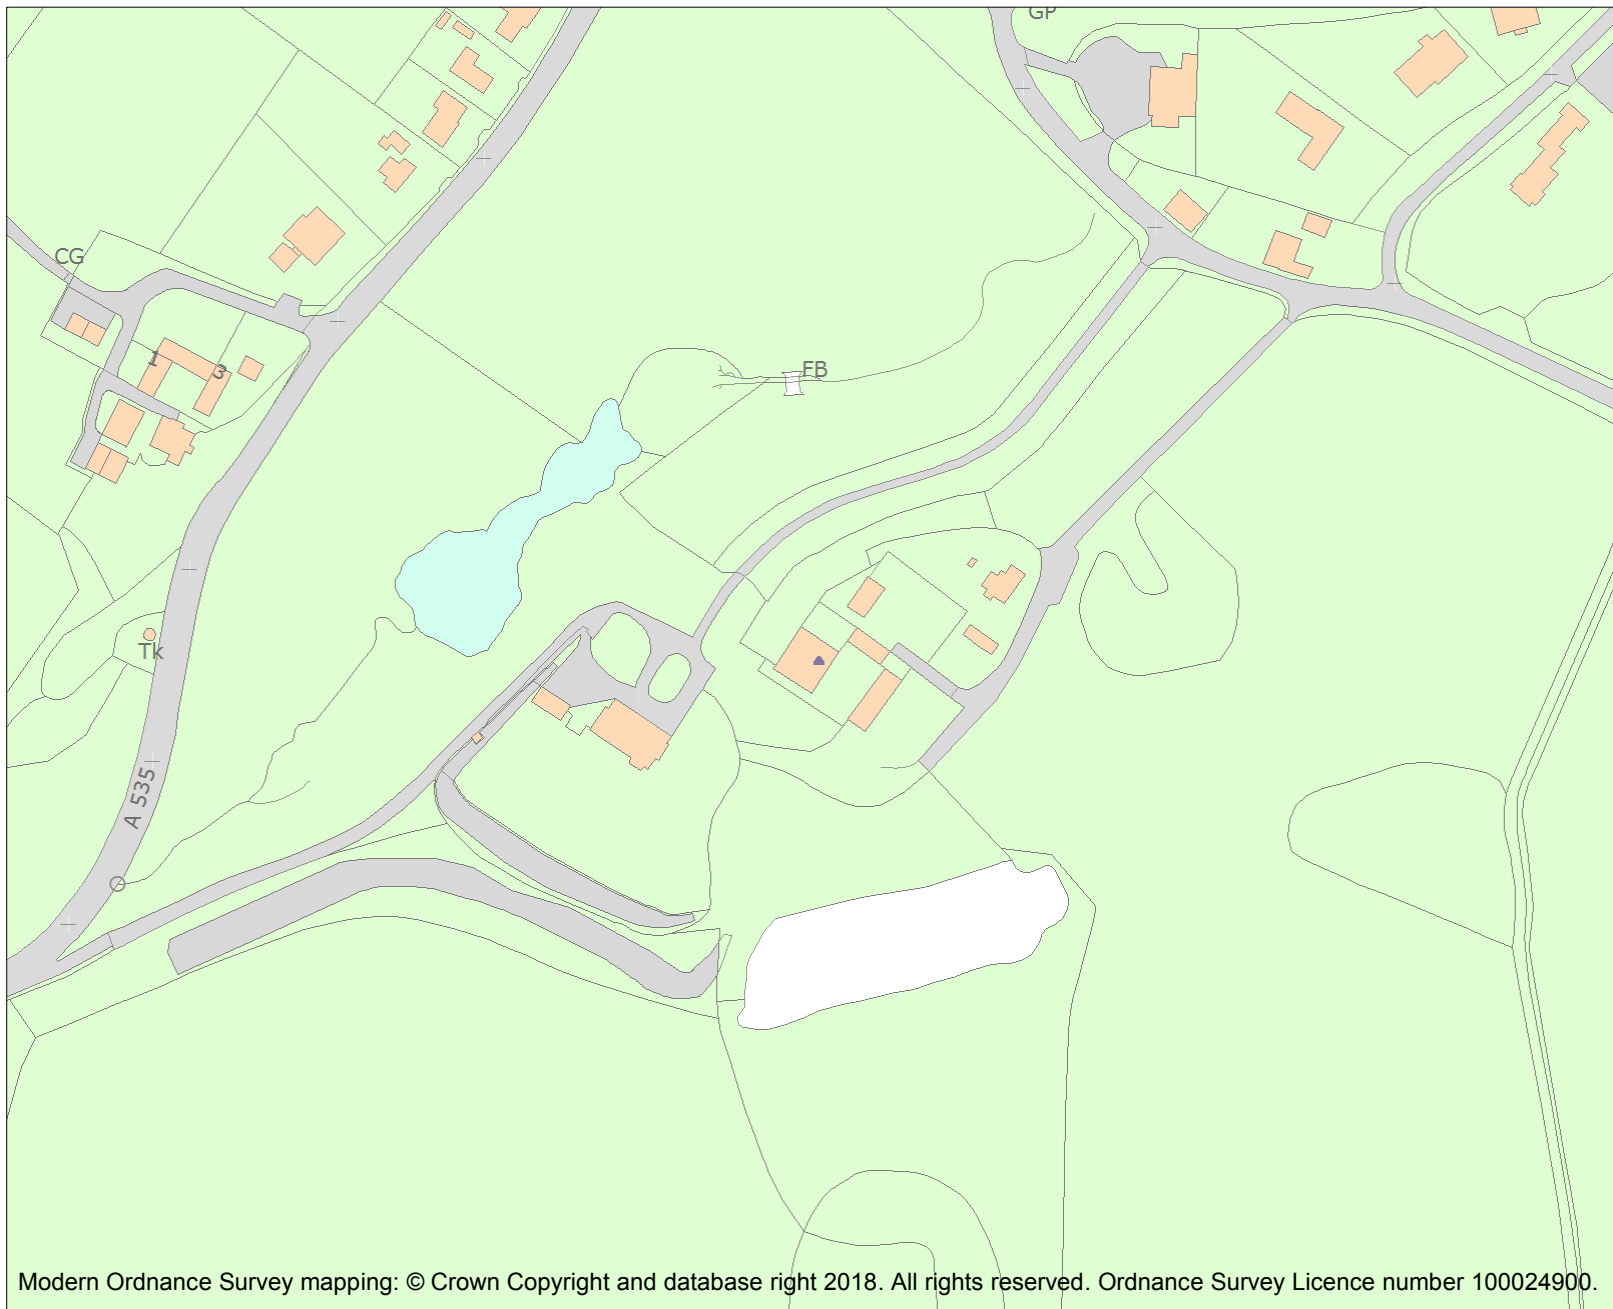 GP
CG
1
3
FB
Tk
A 535
Modern Ordnance Survey mapping: © Crown Copyright and database right 2018. All rights reserved. Ordnance Survey Licence number 100024900.